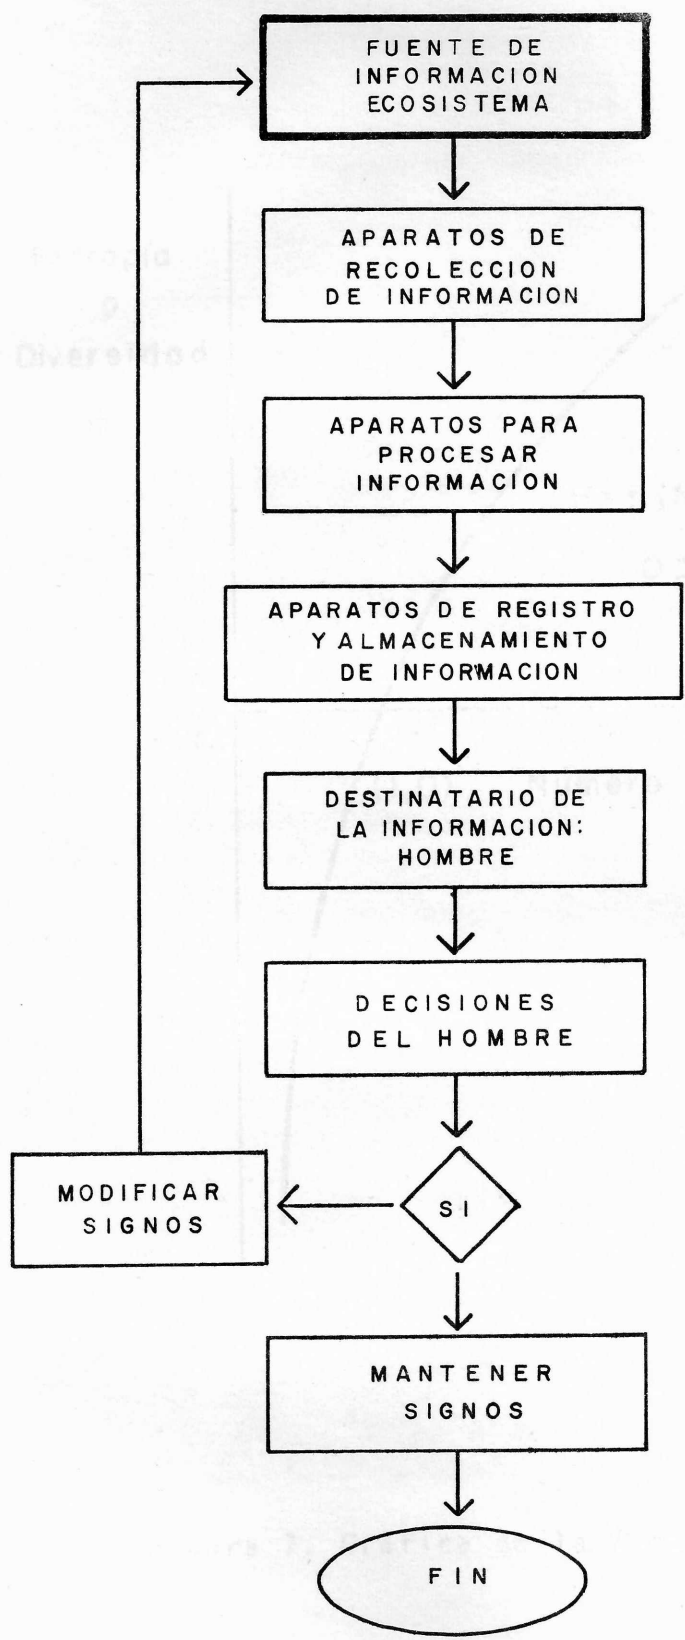 FUENTE DE
INFORMACION
ECOSISTEMA
APARATOS DE
RECOLECCION
DE INFORMACION
APARATOS PARA
PROCESAR
INFORMACION
APARATOS DE REGISTRO
Y ALMACENAMIENTO
DE INFORMACION
DESTINATARIO DE
LA INFORMACION:
HOMBRE
DECISIONES
DEL HOMBRE
SI
MODIFICAR
SIGNOS
MANTENER
SIGNOS
FIN
Diversidad